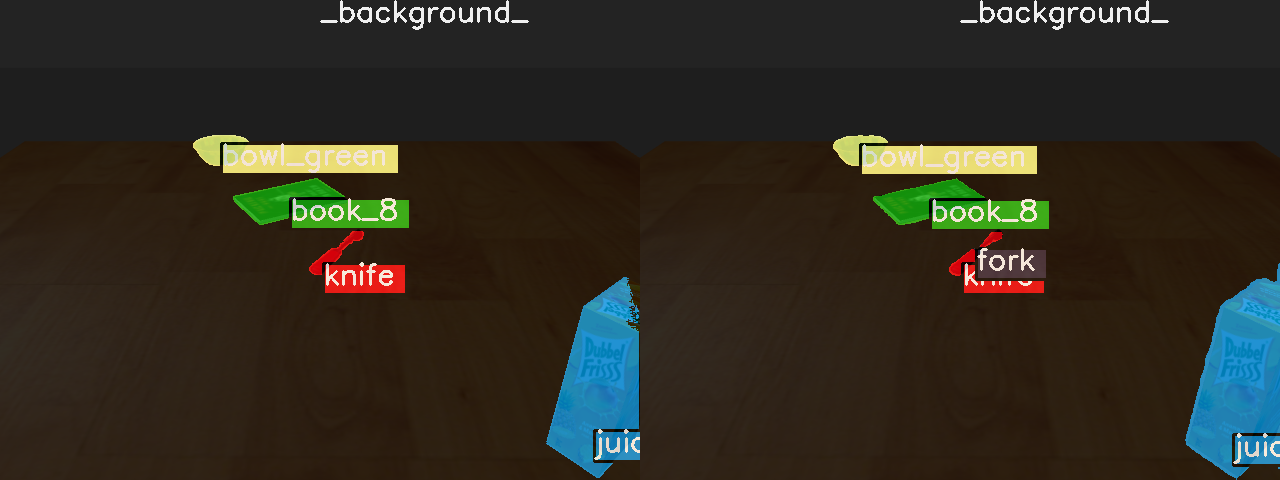 _background_
bowl_green
book_8
knife
Dubbel
Frisss
juic
_background_
bowl_green
book_8
fork
knife
Dubbel
Frisss
juic